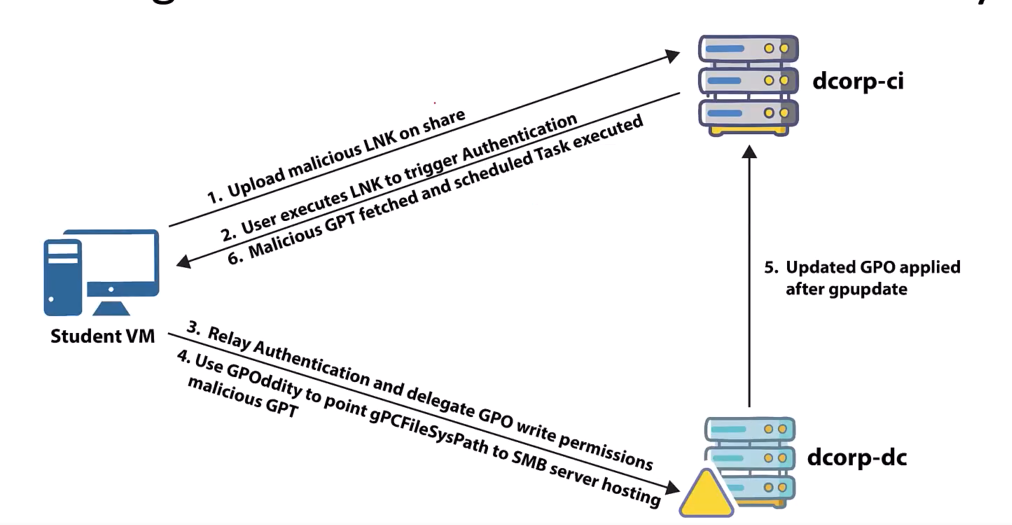 dcorp-ci
1. Upload malicious LNK on share
2. User executes LNK to trigger Authentication
6. Malicious GPT fetched and scheduled Task executed
5. Updated GPO applied
after gpupdate
Student VM
3. Relay Authentication and delegate GPO write permissions
4. Use GPOddity to point gPCFileSysPath to SMB server hosting
malicious GPT
dcorp-dc